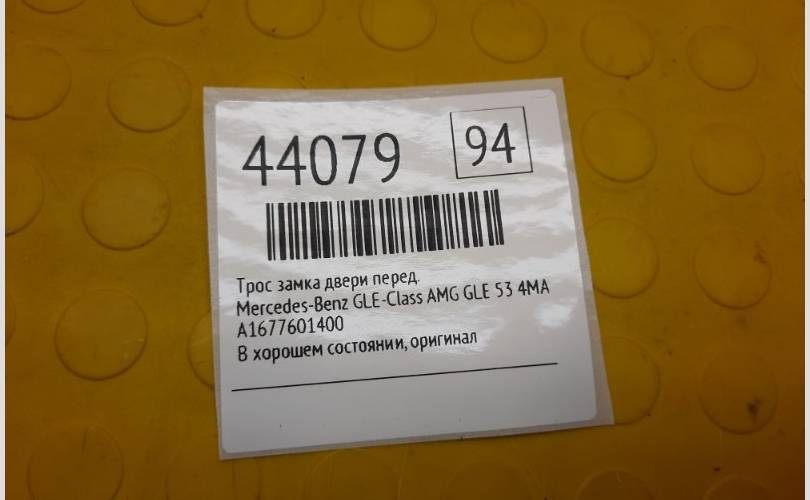 44079 94
Трос замка двери перед.
Mercedes-Benz GLE-Class AMG GLE 53 4MA
A1677601400
В хорошем состоянии, оригинал